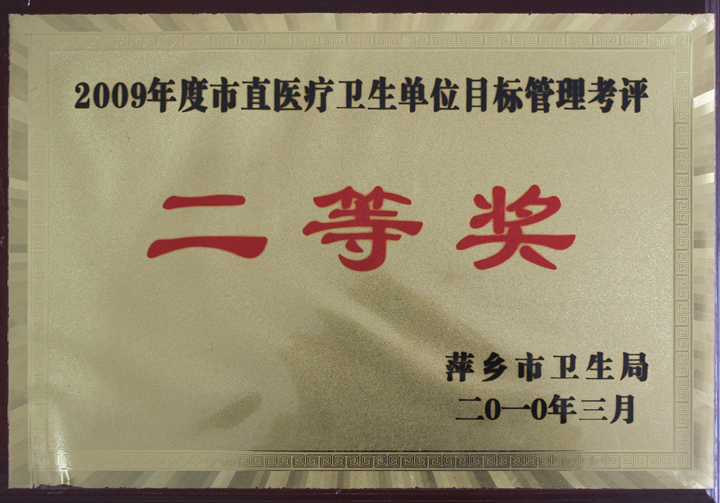 2009年度市直医疗卫生单位目标管理考评
二等奖
萍乡市卫生局
二0一0年三月